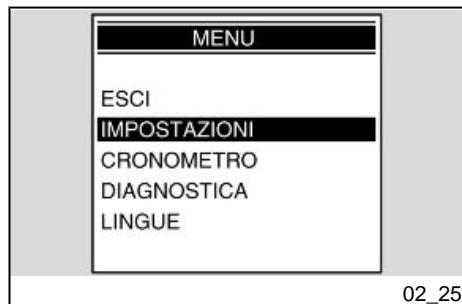 MENU
ESCI
IMPOSTAZIONI
CRONOMETRO
DIAGNOSTICA
LINGUE
02_25